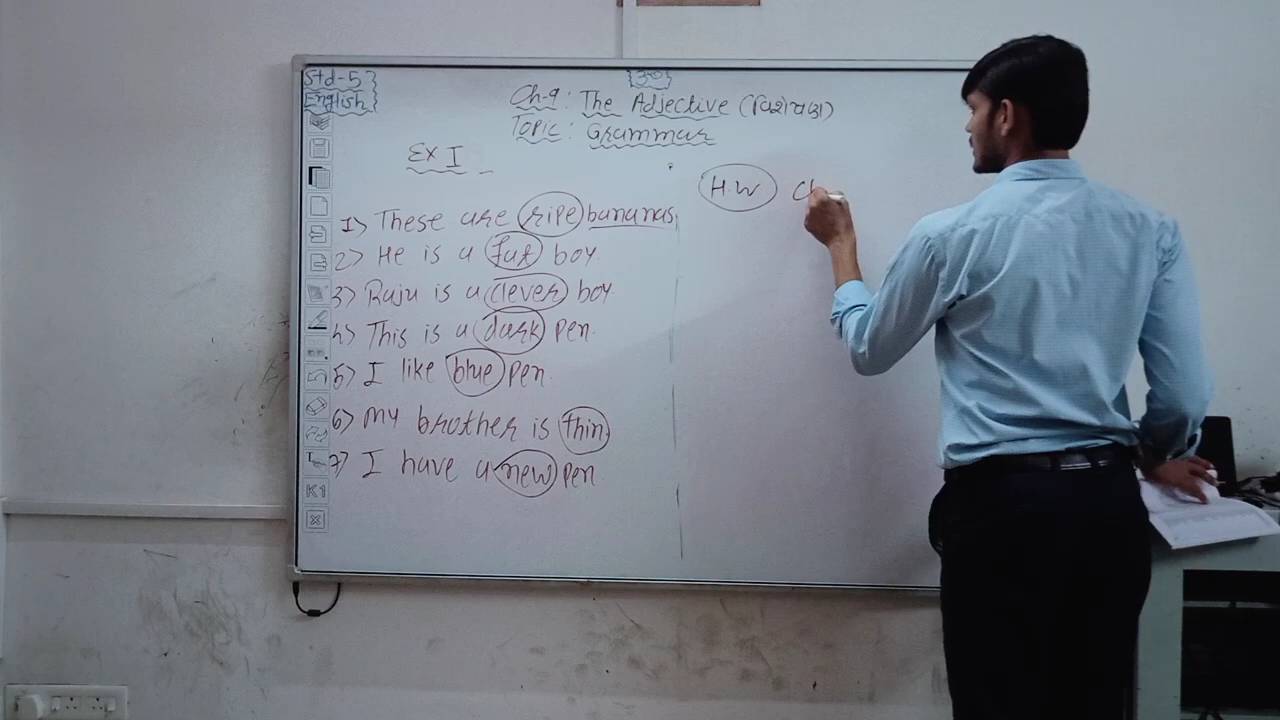 Std-5
English
ૐ
Ch-9: The Adjective (વિશેષણ)
Topic: Grammar
Ex I
1) These are ripe bananas
2) He is a fat boy.
3) Raju is a clever boy
4) This is a dark pen.
5) I like blue pen.
6) My brother is thin
7) I have a new pen.
H.W Ch
K1